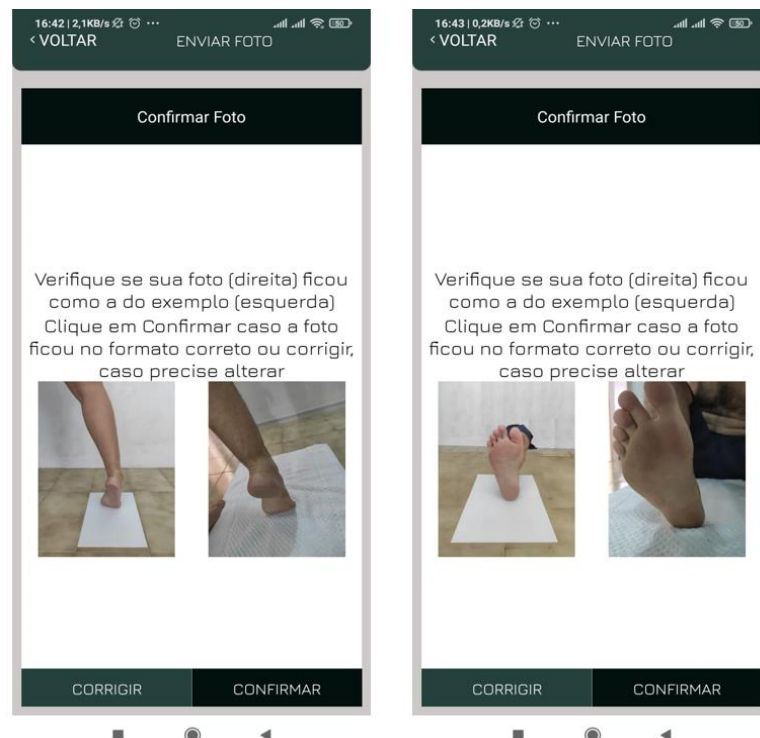 16:42 | 2,1KB/s
50
< VOLTAR
ENVIAR FOTO
Confirmar Foto
Verifique se sua foto (direita) ficou
como a do exemplo (esquerda)
Clique em Confirmar caso a foto
ficou no formato correto ou corrigir,
caso precise alterar
CORRIGIR
CONFIRMAR
16:43 | 0,2KB/s
50
< VOLTAR
ENVIAR FOTO
Confirmar Foto
Verifique se sua foto (direita) ficou
como a do exemplo (esquerda)
Clique em Confirmar caso a foto
ficou no formato correto ou corrigir,
caso precise alterar
CORRIGIR
CONFIRMAR